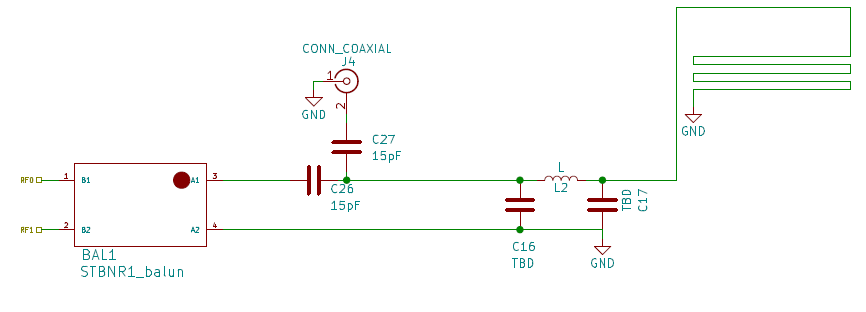 CONN_COAXIAL
J4
1
2
GND
C27
15pF
GND
RF0
1
B1
A1
3
C26
15pF
L
L2
TBD
C17
RF1
2
B2
A2
4
C16
TBD
GND
BAL1
STBNR1_balun